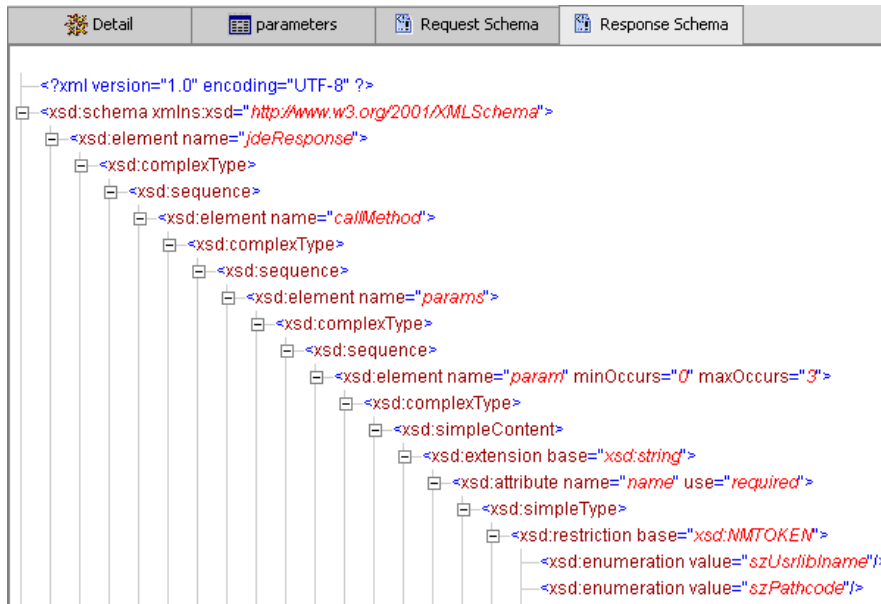 Detail parameters Request Schema Response Schema
<?xml version="1.0" encoding="UTF-8" ?>
<xsd:schema xmlns:xsd="http://www.w3.org/2001/XMLSchema">
<xsd:element name="jdeResponse">
<xsd:complexType>
<xsd:sequence>
<xsd:element name="callMethod">
<xsd:complexType>
<xsd:sequence>
<xsd:element name="params">
<xsd:complexType>
<xsd:sequence>
<xsd:element name="param" minOccurs="0" maxOccurs="3">
<xsd:complexType>
<xsd:simpleContent>
<xsd:extension base="xsd:string">
<xsd:attribute name="name" use="required">
<xsd:simpleType>
<xsd:restriction base="xsd:NMTOKEN">
<xsd:enumeration value="szUsrliblname"/>
<xsd:enumeration value="szPathcode"/>